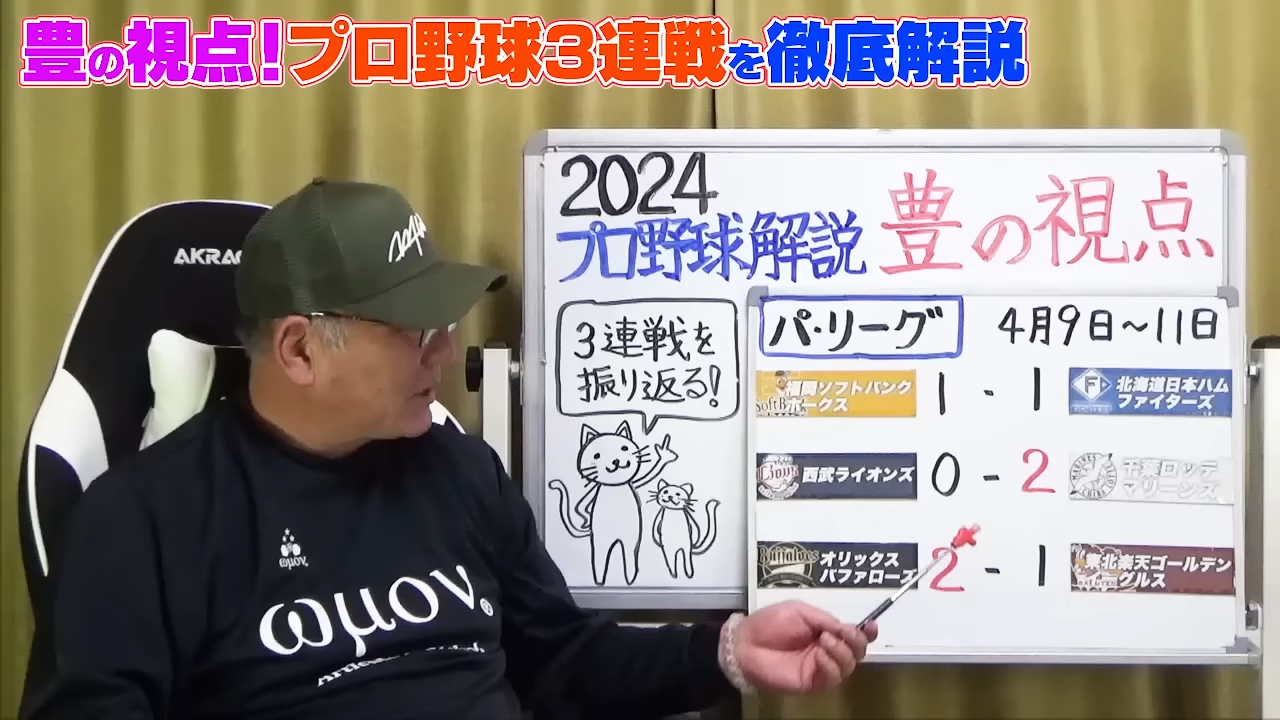 豊の視点!プロ野球3連戦を徹底解説
2024
プロ野球解説 豊の視点
3連戦を
振り返る!
パ・リーグ 4月9日〜11日
福岡ソフトバンク
ホークス
1 - 1
北海道日本ハム
ファイターズ
西武ライオンズ
0 - 2
千葉ロッテ
マリーンズ
オリックス
バファローズ
2 - 1
東北楽天ゴールデン
グルス
AKRAC
ωμον
ωμον